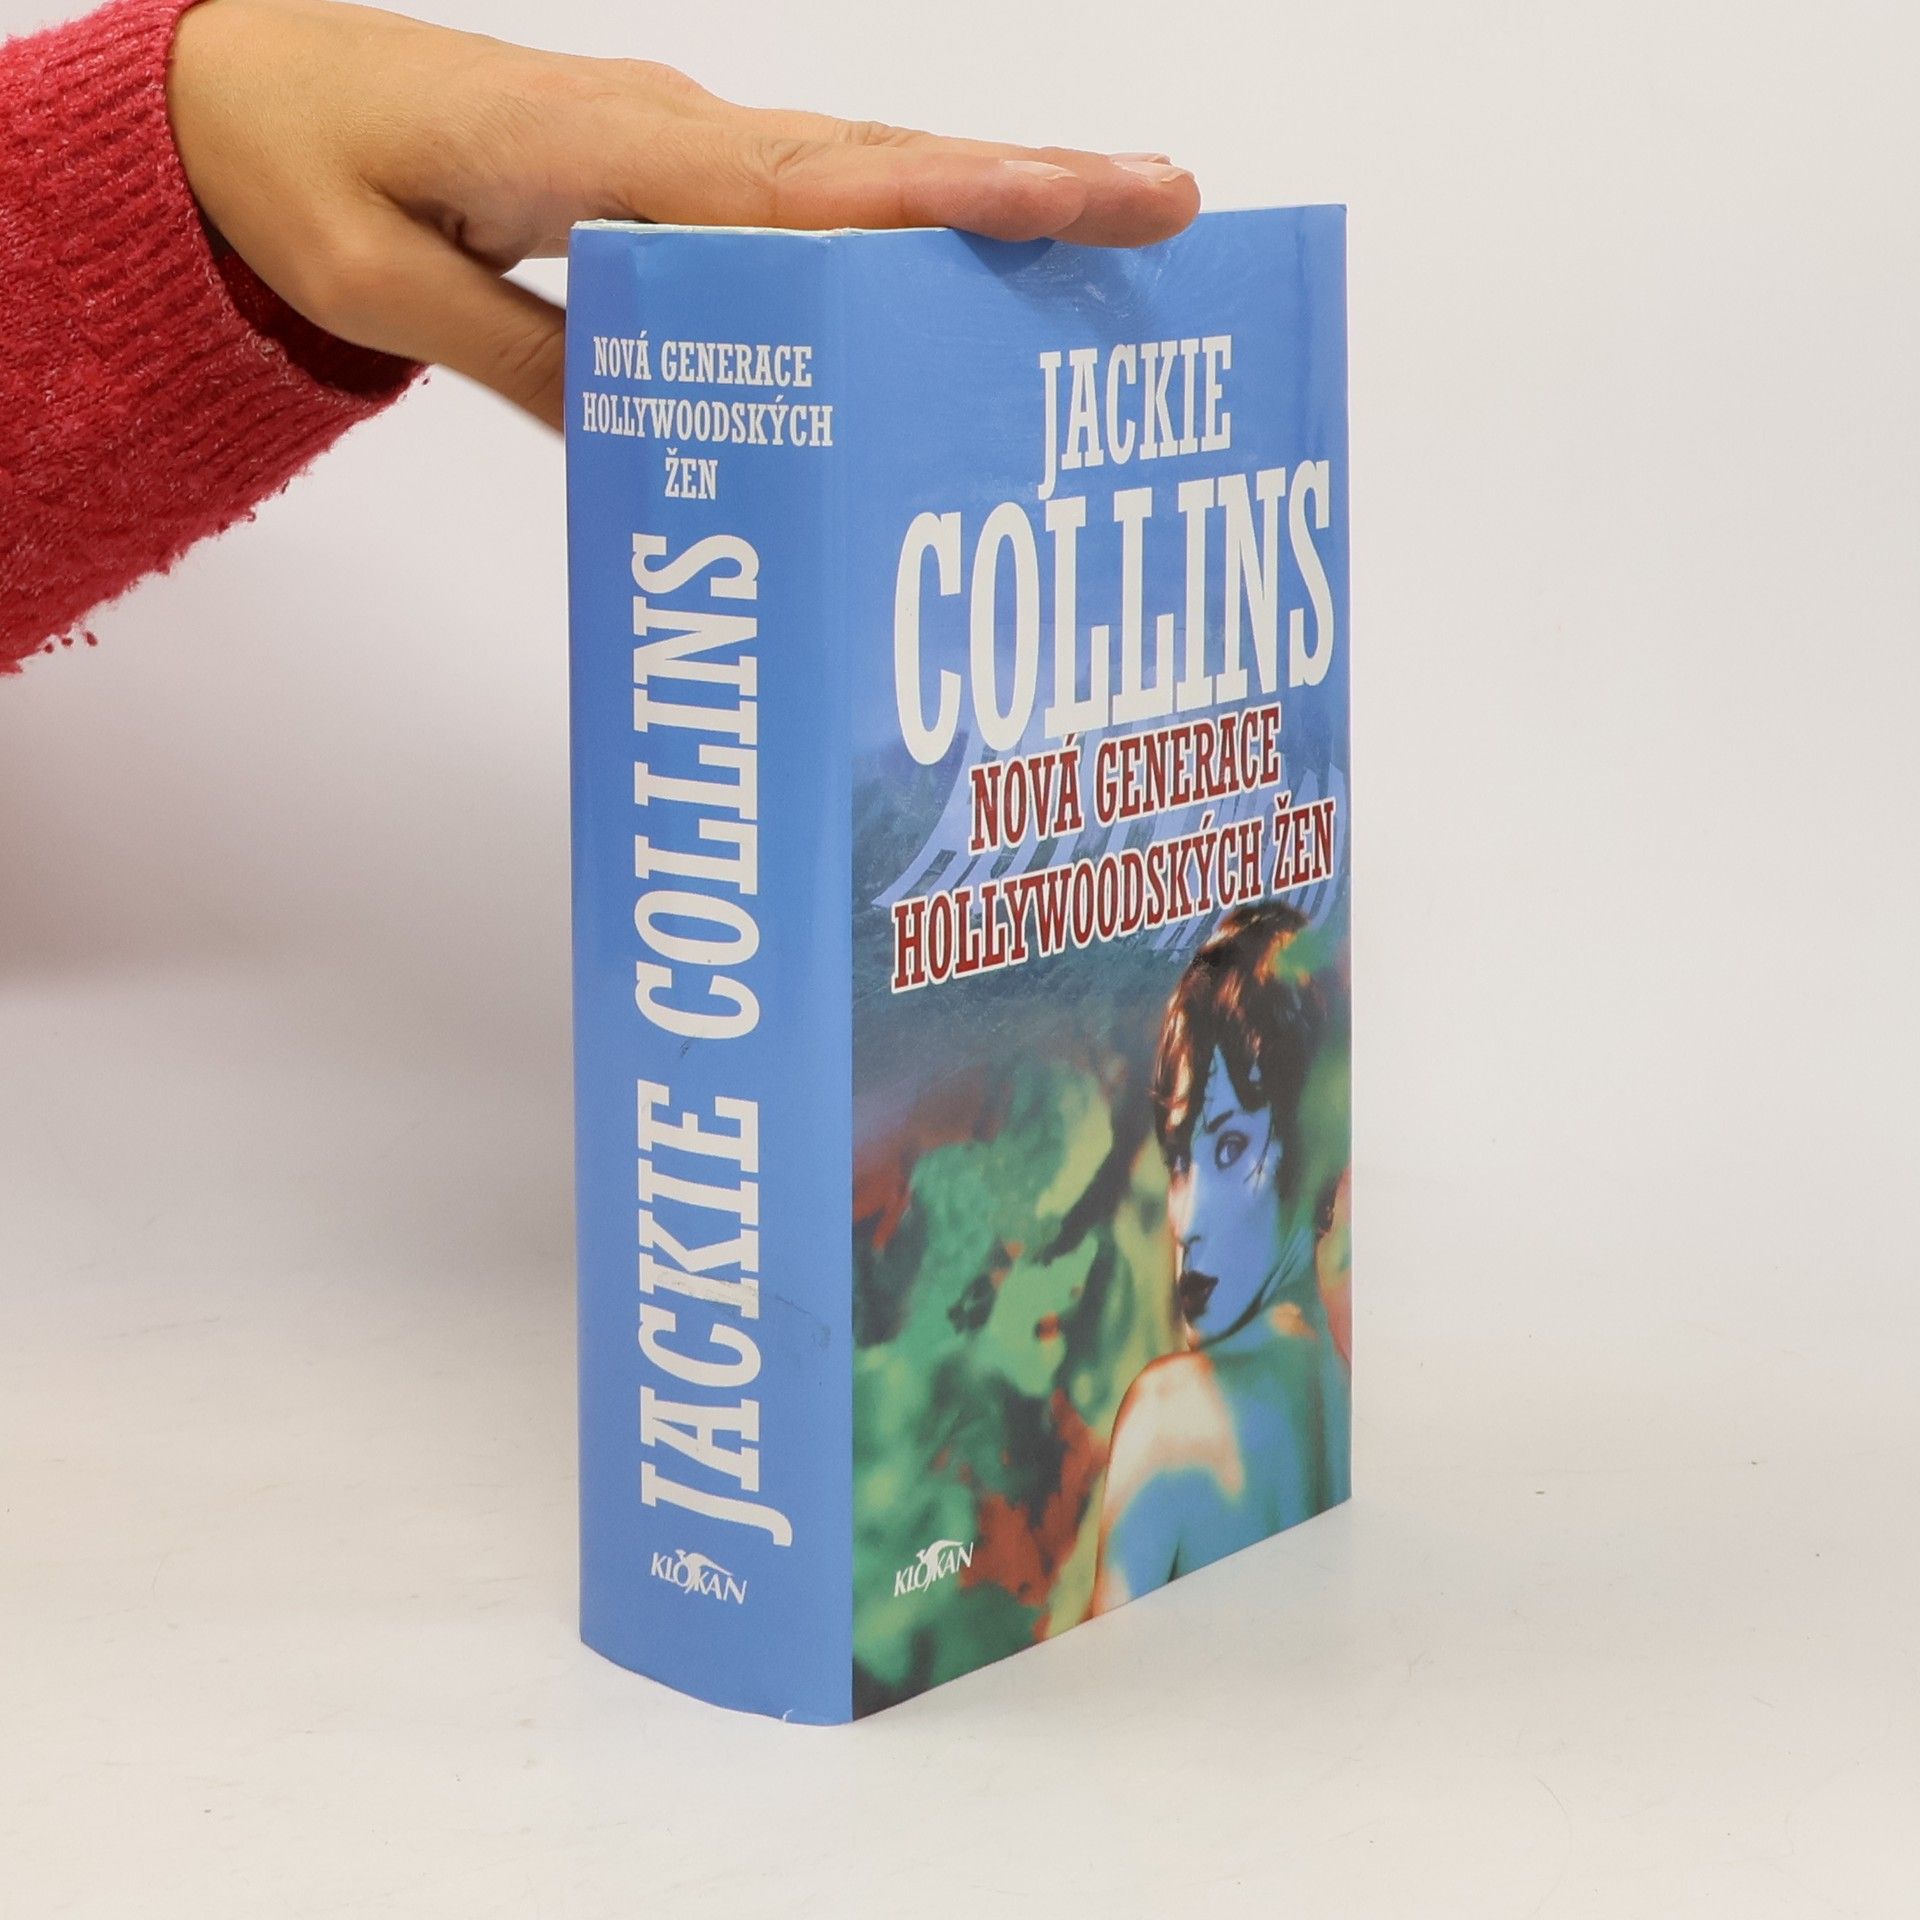 NOVÁ GENERACE
HOLLYWOODSKÝCH
ŽEN
JACKIE COLLINS
KLOKAN
JACKIE
COLLINS
NOVÁ GENERACE
HOLLYWOODSKÝCH ŽEN
KLOKAN